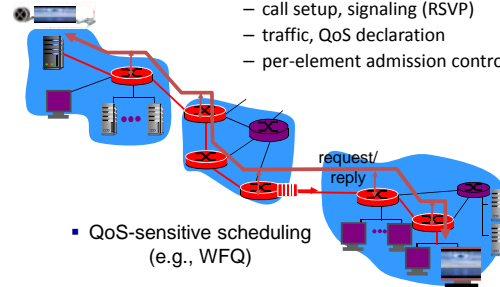 – call setup, signaling (RSVP)
– traffic, QoS declaration
– per-element admission contro
request/
reply
▪ QoS-sensitive scheduling
(e.g., WFQ)